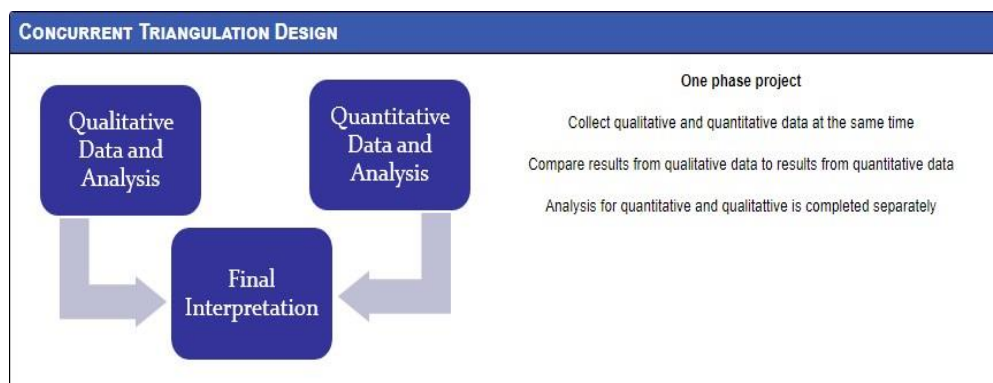 CONCURRENT TRIANGULATION DESIGN
Qualitative
Data and
Analysis
Quantitative
Data and
Analysis
Final
Interpretation
One phase project
Collect qualitative and quantitative data at the same time
Compare results from qualitative data to results from quantitative data
Analysis for quantitative and qualitattive is completed separately